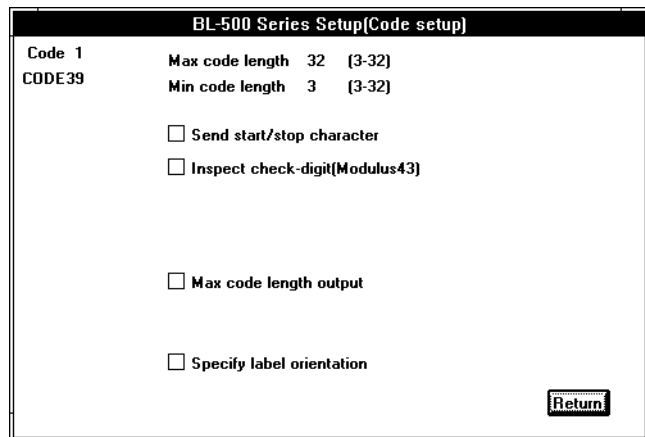 BL-500 Series Setup(Code setup)
Code 1
CODE39
Max code length 32 (3-32)
Min code length 3 (3-32)
Send start/stop character
Inspect check-digit(Modulus43)
Max code length output
Specify label orientation
Return